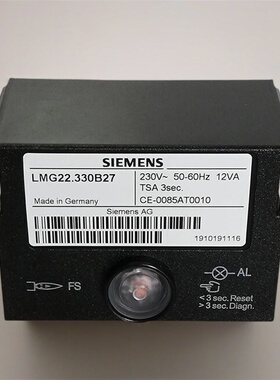 SIEMENS
LMG22.330B27
230V~ 50-60Hz 12VA
TSA 3sec.
Made in Germany
CE-0085AT0010
Siemens AG
1910191116
FS
AL
<3 sec. Reset
>3 sec. Diagn.